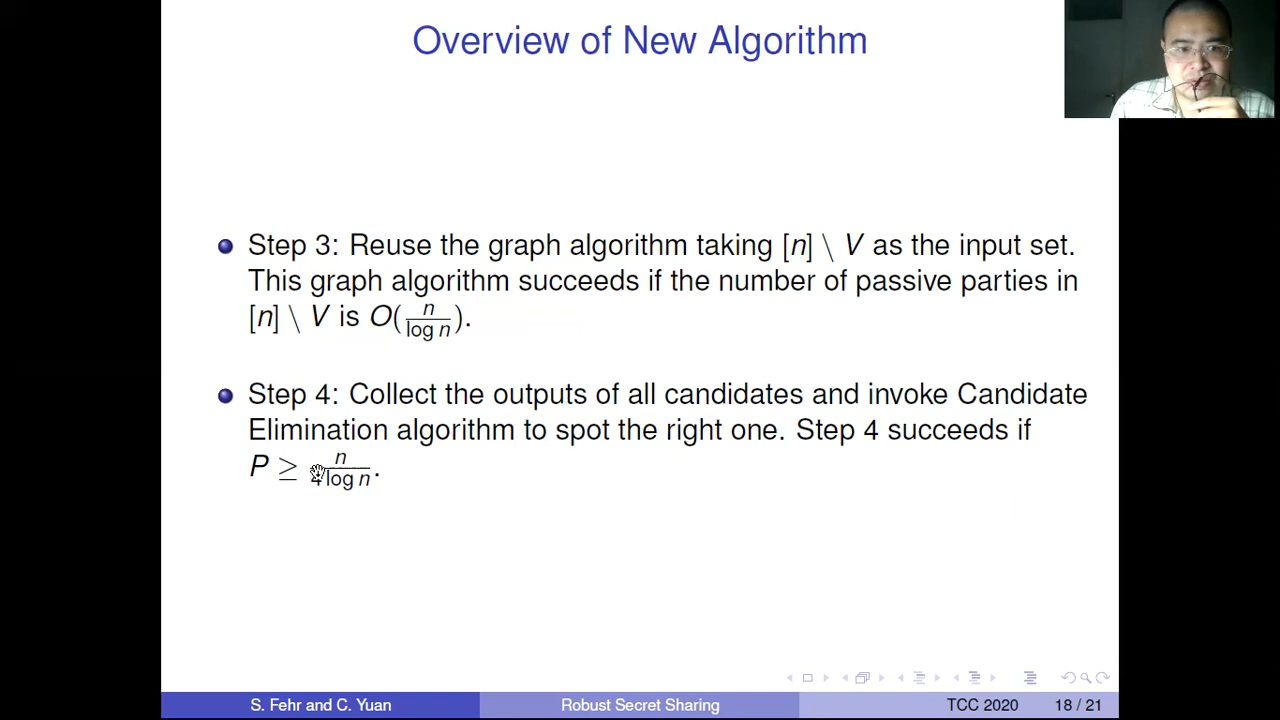 Overview of New Algorithm
Step 3: Reuse the graph algorithm taking [n] \ V as the input set.
This graph algorithm succeeds if the number of passive parties in
[n] \ V is O(n/log n).
Step 4: Collect the outputs of all candidates and invoke Candidate
Elimination algorithm to spot the right one. Step 4 succeeds if
P ≥ n/4 log n.
S. Fehr and C. Yuan Robust Secret Sharing TCC 2020 18 / 21